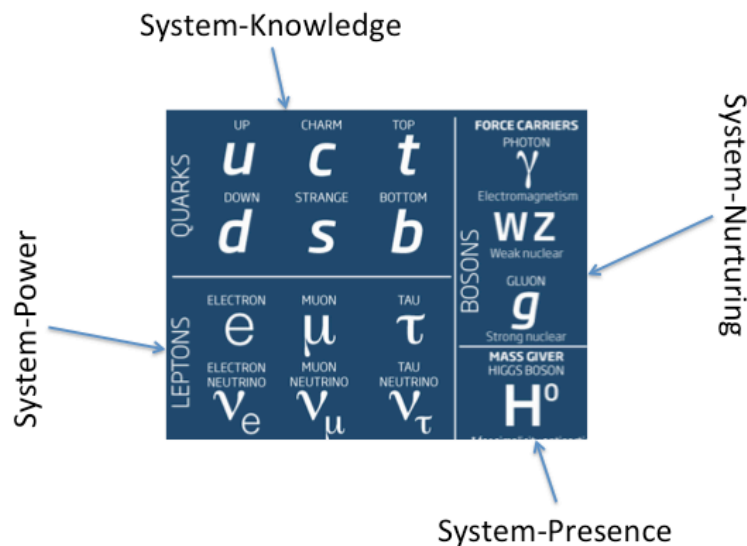 System-Knowledge
QUARKS
UP CHARM TOP
u c t
DOWN STRANGE BOTTOM
d s b
LEPTONS
ELECTRON MUON TAU
e μ τ
ELECTRON MUON TAU
NEUTRINO NEUTRINO NEUTRINO
νe νμ ντ
BOSONS
FORCE CARRIERS
PHOTON
γ
Electromagnetism
W Z
Weak nuclear
GLUON
g
Strong nuclear
MASS GIVER
HIGGS BOSON
H⁰
System-Nurturing
System-Power
System-Presence